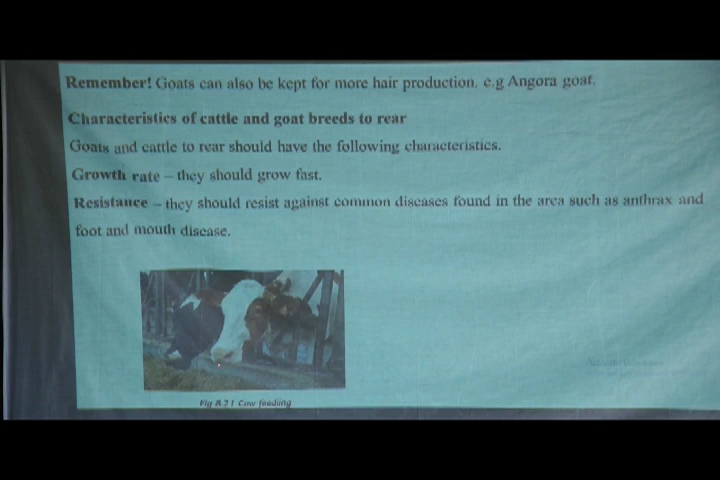 Remember! Goats can also be kept for more hair production. e.g Angora goat.
Characteristics of cattle and goat breeds to rear
Goats and cattle to rear should have the following characteristics.
Growth rate – they should grow fast.
Resistance – they should resist against common diseases found in the area such as anthrax and
foot and mouth disease.
Fig 8.21 Cow feeding